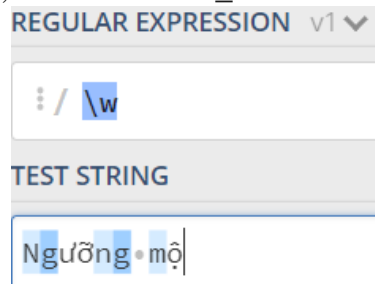 REGULAR EXPRESSION v1
/ \w
TEST STRING
Ngưỡng•mộ